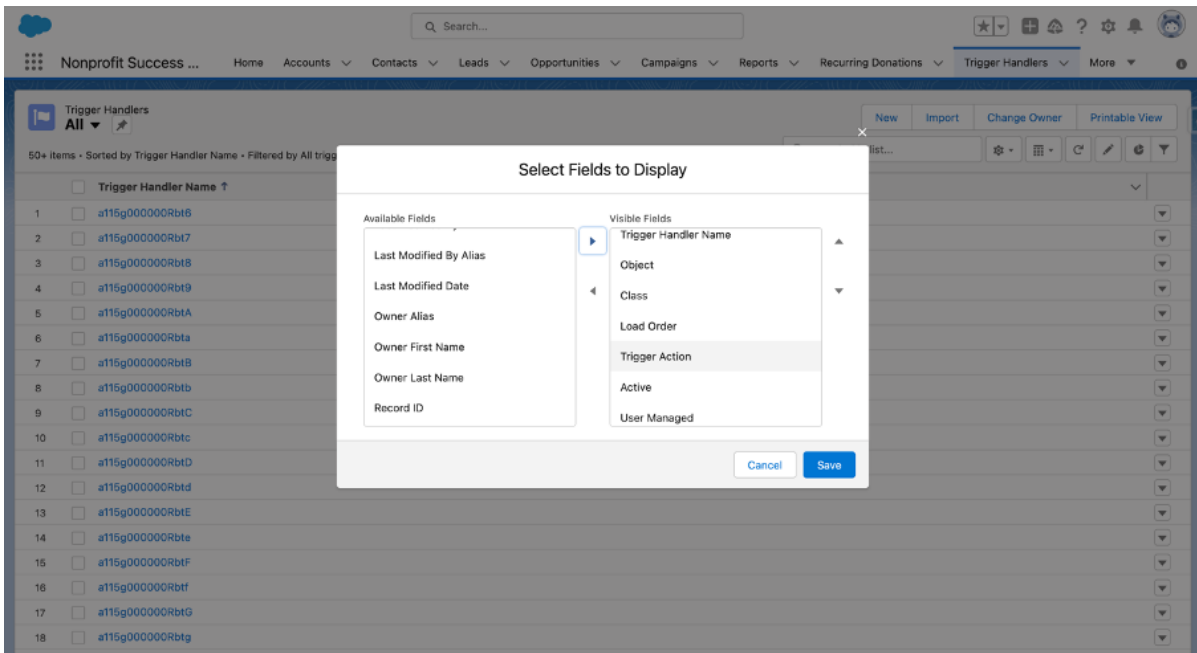 Search...
Nonprofit Success ... Home Accounts Contacts Leads Opportunities Campaigns Reports Recurring Donations Trigger Handlers More
Trigger Handlers
All
New Import Change Owner Printable View
50+ items • Sorted by Trigger Handler Name • Filtered by All trigg
list...
Trigger Handler Name ↑
Select Fields to Display
Available Fields
Last Modified By Alias
Last Modified Date
Owner Alias
Owner First Name
Owner Last Name
Record ID
Visible Fields
Trigger Handler Name
Object
Class
Load Order
Trigger Action
Active
User Managed
Cancel Save
1 a115g000000Rbt6
2 a115g000000Rbt7
3 a115g000000Rbt8
4 a115g000000Rbt9
5 a115g000000RbtA
6 a115g000000Rbta
7 a115g000000RbtB
8 a115g000000Rbtb
9 a115g000000RbtC
10 a115g000000Rbtc
11 a115g000000RbtD
12 a115g000000Rbtd
13 a115g000000RbtE
14 a115g000000Rbte
15 a115g000000RbtF
16 a115g000000Rbtf
17 a115g000000RbtG
18 a115g000000Rbtg